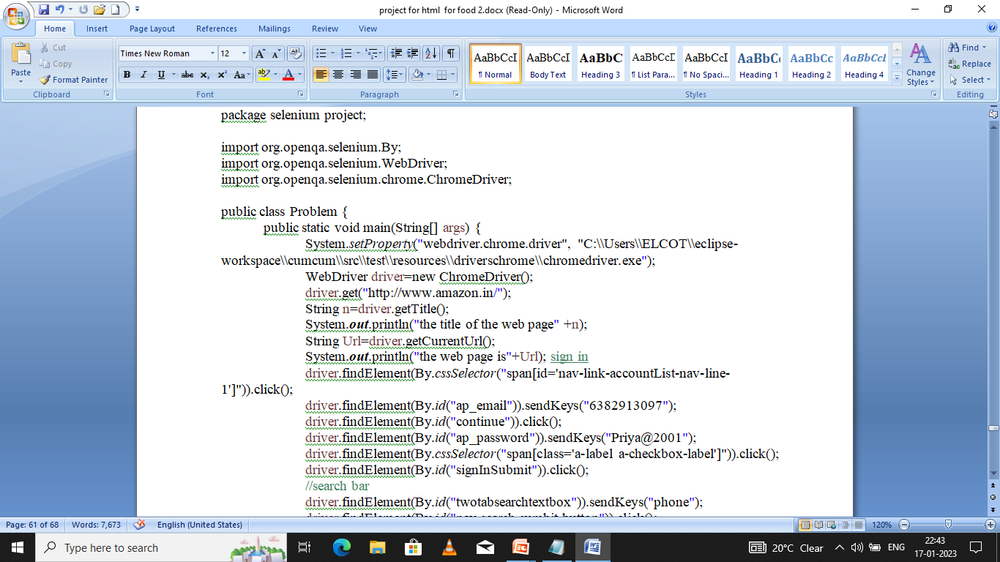 project for html for food 2.docx (Read-Only) - Microsoft Word
Home Insert Page Layout References Mailings Review View
Paste
Cut
Copy
Format Painter
Clipboard
Times New Roman 12
B I U abc x₂ x² Aa
Font
Paragraph
AaBbCcI AaBbCcI AaBbC AaBbCcD AaBbCcI AaBbC AaBbCc AaBbCcI
¶ Normal Body Text Heading 3 ¶ List Para... ¶ No Spaci... Heading 1 Heading 2 Heading 4
Change Styles
Styles
Find
Replace
Select
Editing
package selenium project;
import org.openqa.selenium.By;
import org.openqa.selenium.WebDriver;
import org.openqa.selenium.chrome.ChromeDriver;
public class Problem {
public static void main(String[] args) {
System.setProperty("webdriver.chrome.driver", "C:\\Users\\ELCOT\\eclipse-
workspace\\cumcum\\src\\test\\resources\\driverschrome\\chromedriver.exe");
WebDriver driver=new ChromeDriver();
driver.get("http://www.amazon.in/");
String n=driver.getTitle();
System.out.println("the title of the web page" +n);
String Url=driver.getCurrentUrl();
System.out.println("the web page is"+Url); sign in
driver.findElement(By.cssSelector("span[id='nav-link-accountList-nav-line-
1']")).click();
driver.findElement(By.id("ap_email")).sendKeys("6382913097");
driver.findElement(By.id("continue")).click();
driver.findElement(By.id("ap_password")).sendKeys("Priya@2001");
driver.findElement(By.cssSelector("span[class='a-label a-checkbox-label']")).click();
driver.findElement(By.id("signInSubmit")).click();
//search bar
driver.findElement(By.id("twotabsearchtextbox")).sendKeys("phone");
Page: 61 of 68 Words: 7,673 English (United States) 120%
Type here to search
20°C Clear ENG
22:43
17-01-2023